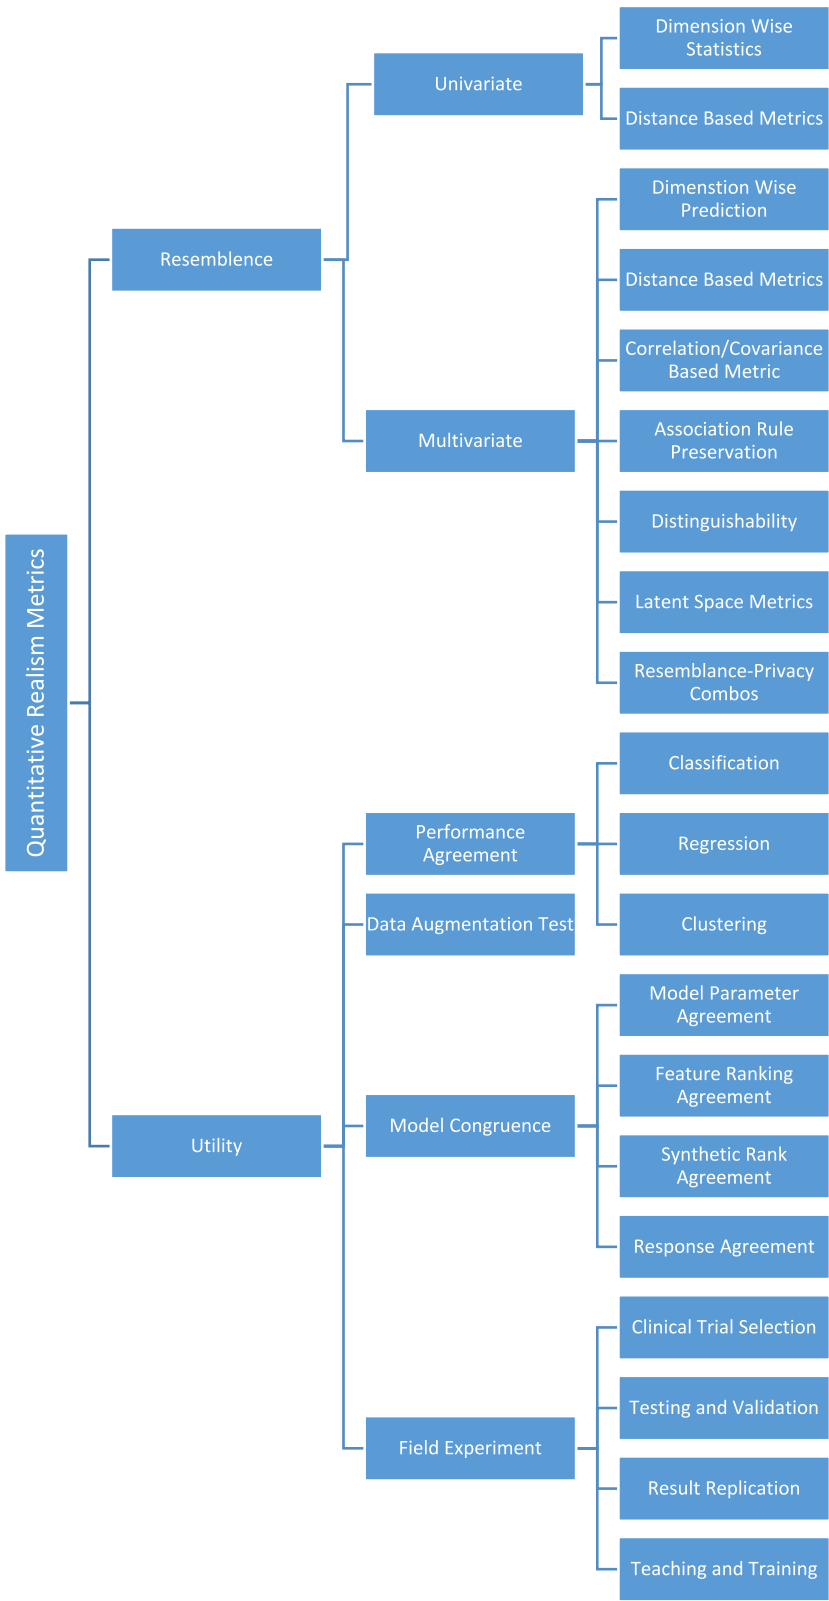 Quantitative Realism Metrics
Resemblence
Univariate
Dimension Wise
Statistics
Distance Based Metrics
Multivariate
Dimenstion Wise
Prediction
Distance Based Metrics
Correlation/Covariance
Based Metric
Association Rule
Preservation
Distinguishability
Latent Space Metrics
Resemblance-Privacy
Combos
Utility
Performance
Agreement
Classification
Regression
Clustering
Data Augmentation Test
Model Congruence
Model Parameter
Agreement
Feature Ranking
Agreement
Synthetic Rank
Agreement
Response Agreement
Field Experiment
Clinical Trial Selection
Testing and Validation
Result Replication
Teaching and Training